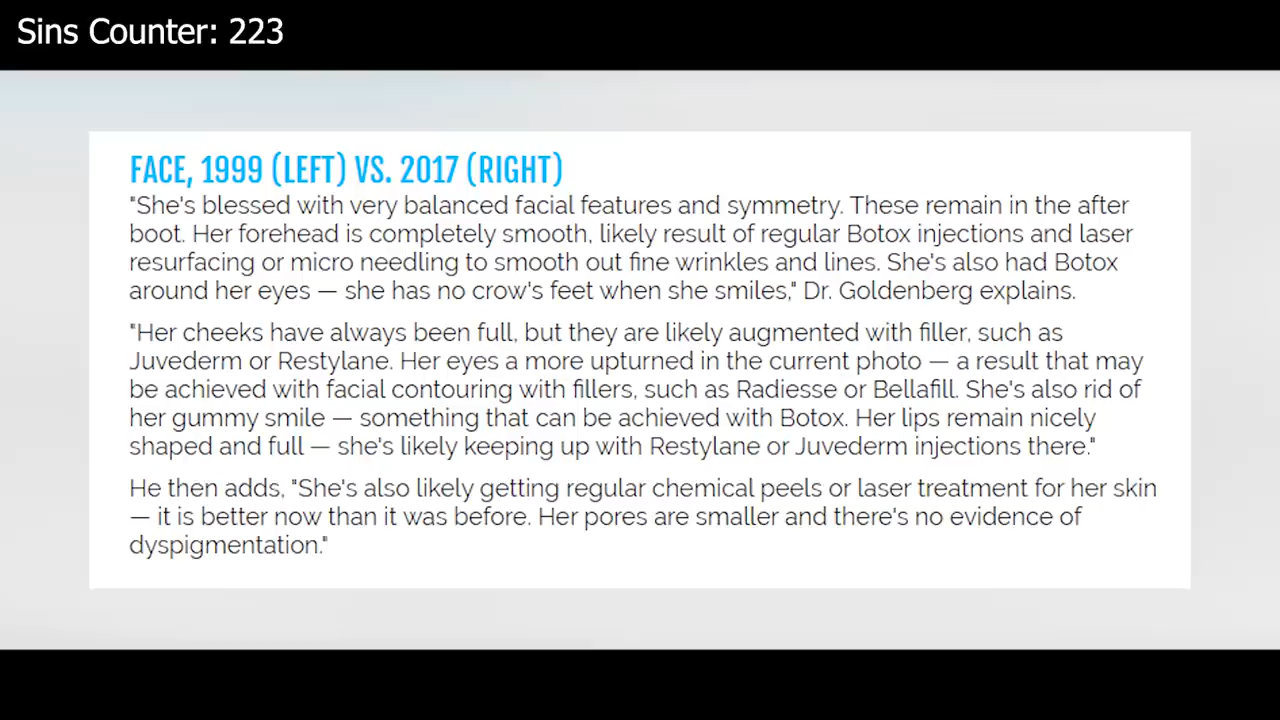 Sins Counter: 223
FACE, 1999 (LEFT) VS. 2017 (RIGHT)
"She's blessed with very balanced facial features and symmetry. These remain in the after
boot. Her forehead is completely smooth, likely result of regular Botox injections and laser
resurfacing or micro needling to smooth out fine wrinkles and lines. She's also had Botox
around her eyes — she has no crow's feet when she smiles," Dr. Goldenberg explains.
"Her cheeks have always been full, but they are likely augmented with filler, such as
Juvederm or Restylane. Her eyes a more upturned in the current photo — a result that may
be achieved with facial contouring with fillers, such as Radiesse or Bellafill. She's also rid of
her gummy smile — something that can be achieved with Botox. Her lips remain nicely
shaped and full — she's likely keeping up with Restylane or Juvederm injections there."
He then adds, "She's also likely getting regular chemical peels or laser treatment for her skin
— it is better now than it was before. Her pores are smaller and there's no evidence of
dyspigmentation."